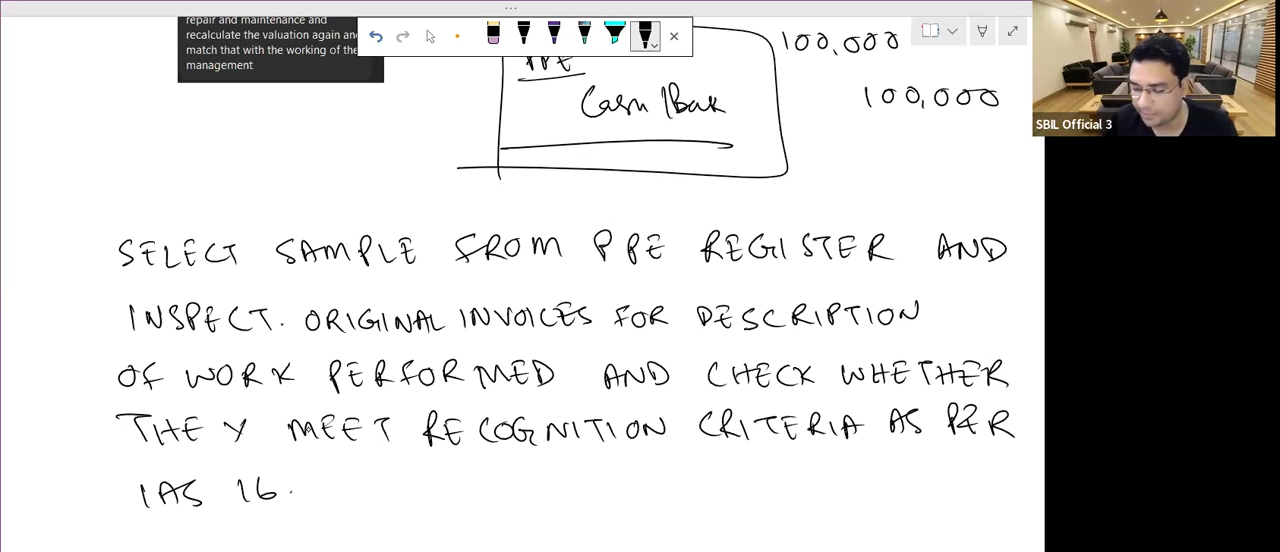 repair and maintenance and
recalculate the valuation again and
match that with the working of the
management
PPE
100,000
Cash / Bank
100,000
SBIL Official 3
SELECT SAMPLE FROM PPE REGISTER AND
INSPECT. ORIGINAL INVOICES FOR DESCRIPTION
OF WORK PERFORMED AND CHECK WHETHER
THEY MEET RECOGNITION CRITERIA AS PER
IAS 16.